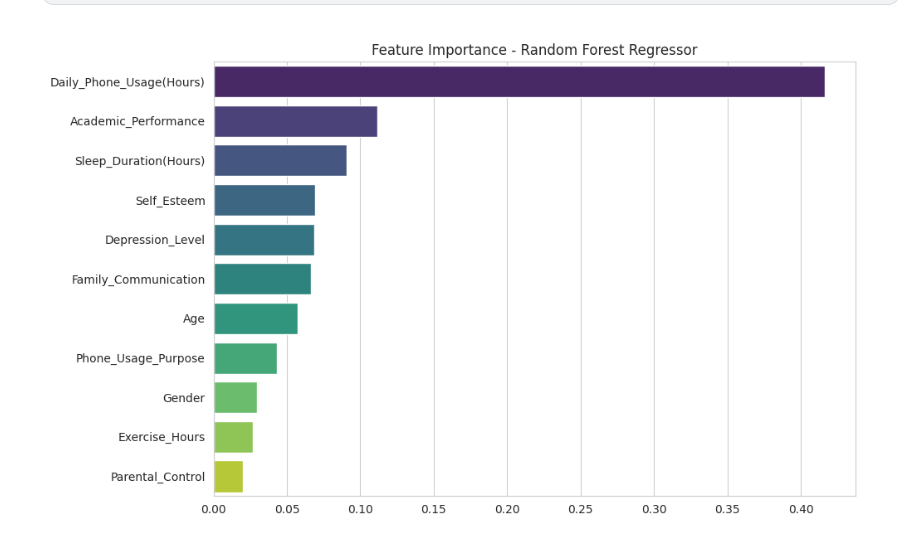 Feature Importance - Random Forest Regressor
Daily_Phone_Usage(Hours)
Academic_Performance
Sleep_Duration(Hours)
Self_Esteem
Depression_Level
Family_Communication
Age
Phone_Usage_Purpose
Gender
Exercise_Hours
Parental_Control
0.00 0.05 0.10 0.15 0.20 0.25 0.30 0.35 0.40